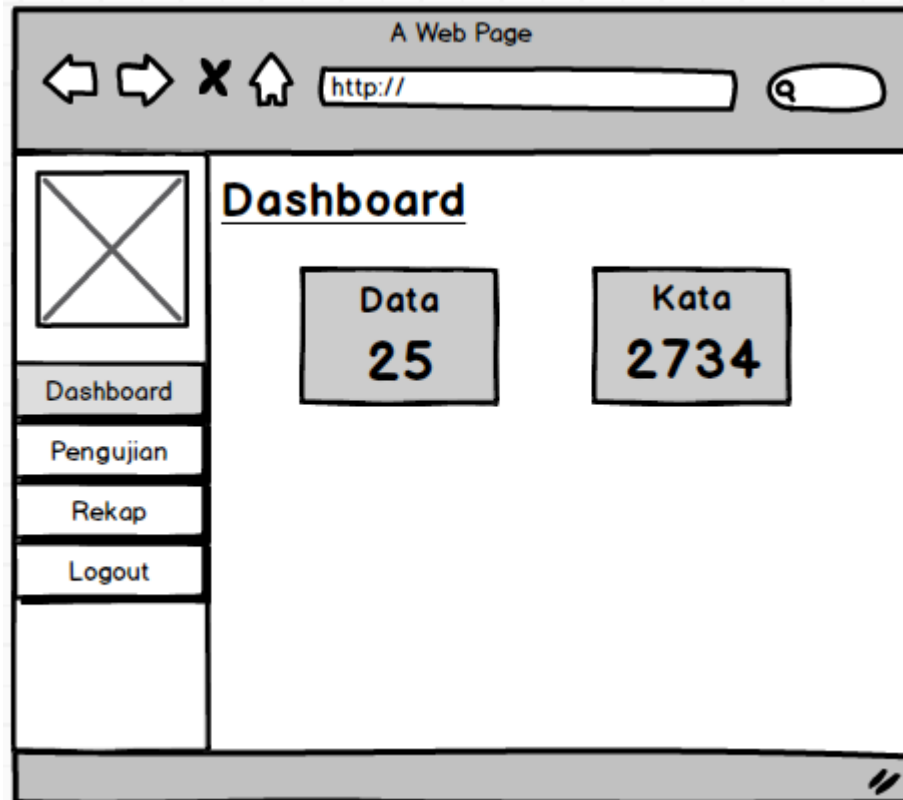 A Web Page
http://
Dashboard
Data
25
Kata
2734
Dashboard
Pengujian
Rekap
Logout